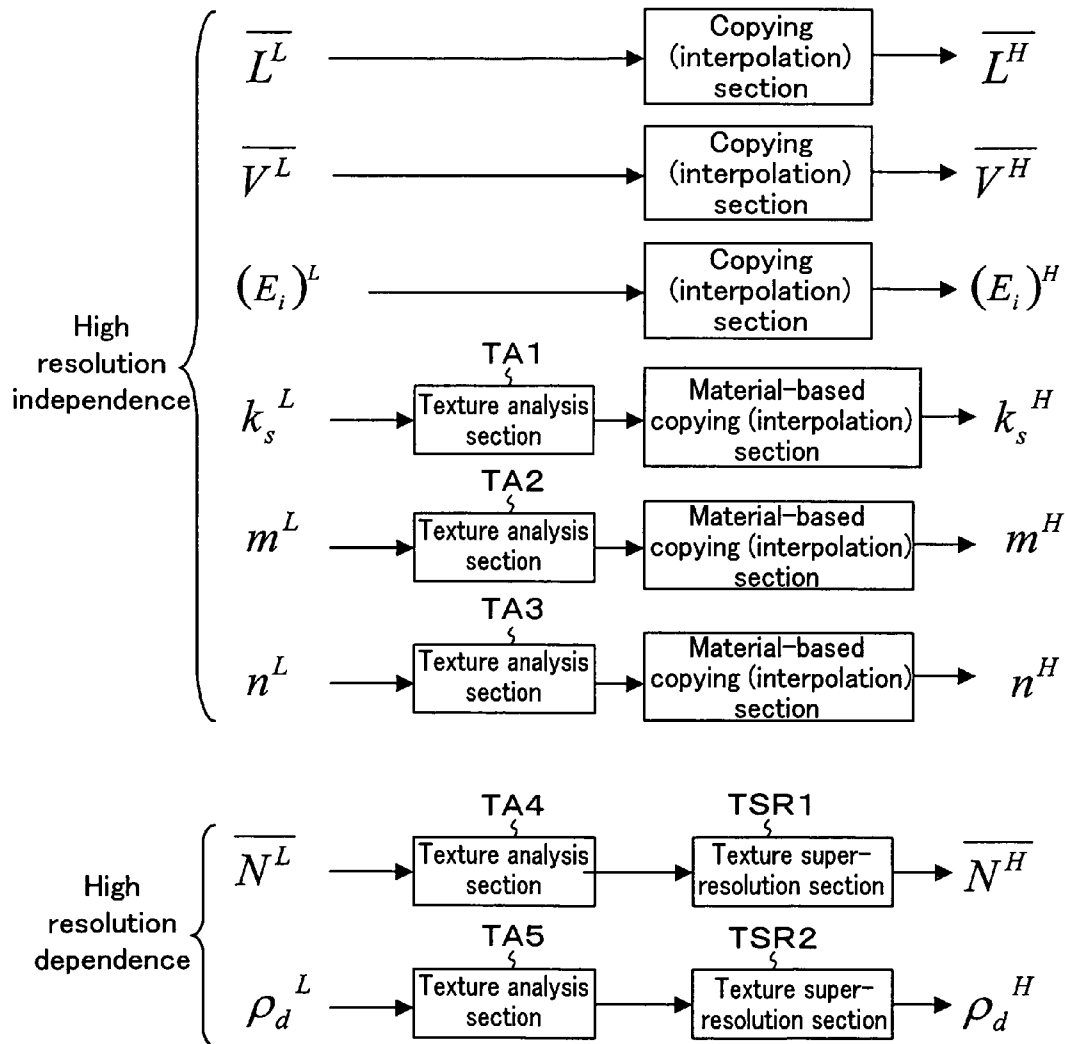 L^L
Copying
(interpolation)
section
L^H
V^L
Copying
(interpolation)
section
V^H
(E_i)^L
Copying
(interpolation)
section
(E_i)^H
High
resolution
independence
TA1
k_s^L
Texture analysis
section
Material-based
copying (interpolation)
section
k_s^H
TA2
m^L
Texture analysis
section
Material-based
copying (interpolation)
section
m^H
TA3
n^L
Texture analysis
section
Material-based
copying (interpolation)
section
n^H
High
resolution
dependence
TA4
TSR1
N^L
Texture analysis
section
Texture super-
resolution section
N^H
TA5
TSR2
ρ_d^L
Texture analysis
section
Texture super-
resolution section
ρ_d^H